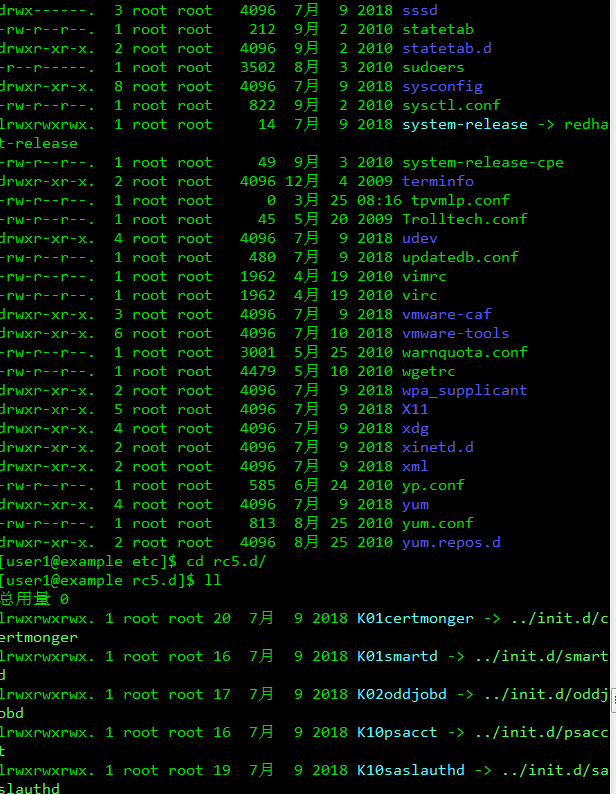 drwx------.  3 root root   4096  7月   9 2018 sssd
-rw-r--r--.  1 root root    212  9月   2 2010 statetab
drwxr-xr-x.  2 root root   4096  9月   2 2010 statetab.d
-r--r-----.  1 root root   3502  8月   3 2010 sudoers
drwxr-xr-x.  8 root root   4096  7月   9 2018 sysconfig
-rw-r--r--.  1 root root    822  9月   2 2010 sysctl.conf
lrwxrwxrwx.  1 root root     14  7月   9 2018 system-release -> redha
t-release
-rw-r--r--.  1 root root     49  9月   3 2010 system-release-cpe
drwxr-xr-x.  2 root root   4096 12月   4 2009 terminfo
-rw-r--r--.  1 root root      0  3月  25 08:16 tpvmlp.conf
-rw-r--r--.  1 root root     45  5月  20 2009 Trolltech.conf
drwxr-xr-x.  4 root root   4096  7月   9 2018 udev
-rw-r--r--.  1 root root    480  7月   9 2018 updatedb.conf
-rw-r--r--.  1 root root   1962  4月  19 2010 vimrc
-rw-r--r--.  1 root root   1962  4月  19 2010 virc
drwxr-xr-x.  3 root root   4096  7月   9 2018 vmware-caf
drwxr-xr-x.  6 root root   4096  7月  10 2018 vmware-tools
-rw-r--r--.  1 root root   3001  5月  25 2010 warnquota.conf
-rw-r--r--.  1 root root   4479  5月  10 2010 wgetrc
drwxr-xr-x.  2 root root   4096  7月   9 2018 wpa_supplicant
drwxr-xr-x.  5 root root   4096  7月   9 2018 X11
drwxr-xr-x.  4 root root   4096  7月   9 2018 xdg
drwxr-xr-x.  2 root root   4096  7月   9 2018 xinetd.d
drwxr-xr-x.  2 root root   4096  7月   9 2018 xml
-rw-r--r--.  1 root root    585  6月  24 2010 yp.conf
drwxr-xr-x.  4 root root   4096  7月   9 2018 yum
-rw-r--r--.  1 root root    813  8月  25 2010 yum.conf
drwxr-xr-x.  2 root root   4096  8月  25 2010 yum.repos.d
[user1@example etc]$ cd rc5.d/
[user1@example rc5.d]$ ll
总用量 0
lrwxrwxrwx. 1 root root 20  7月   9 2018 K01certmonger -> ../init.d/c
ertmonger
lrwxrwxrwx. 1 root root 16  7月   9 2018 K01smartd -> ../init.d/smart
d
lrwxrwxrwx. 1 root root 17  7月   9 2018 K02oddjobd -> ../init.d/oddj
obd
lrwxrwxrwx. 1 root root 16  7月   9 2018 K10psacct -> ../init.d/psacc
t
lrwxrwxrwx. 1 root root 19  7月   9 2018 K10saslauthd -> ../init.d/sa
slauthd